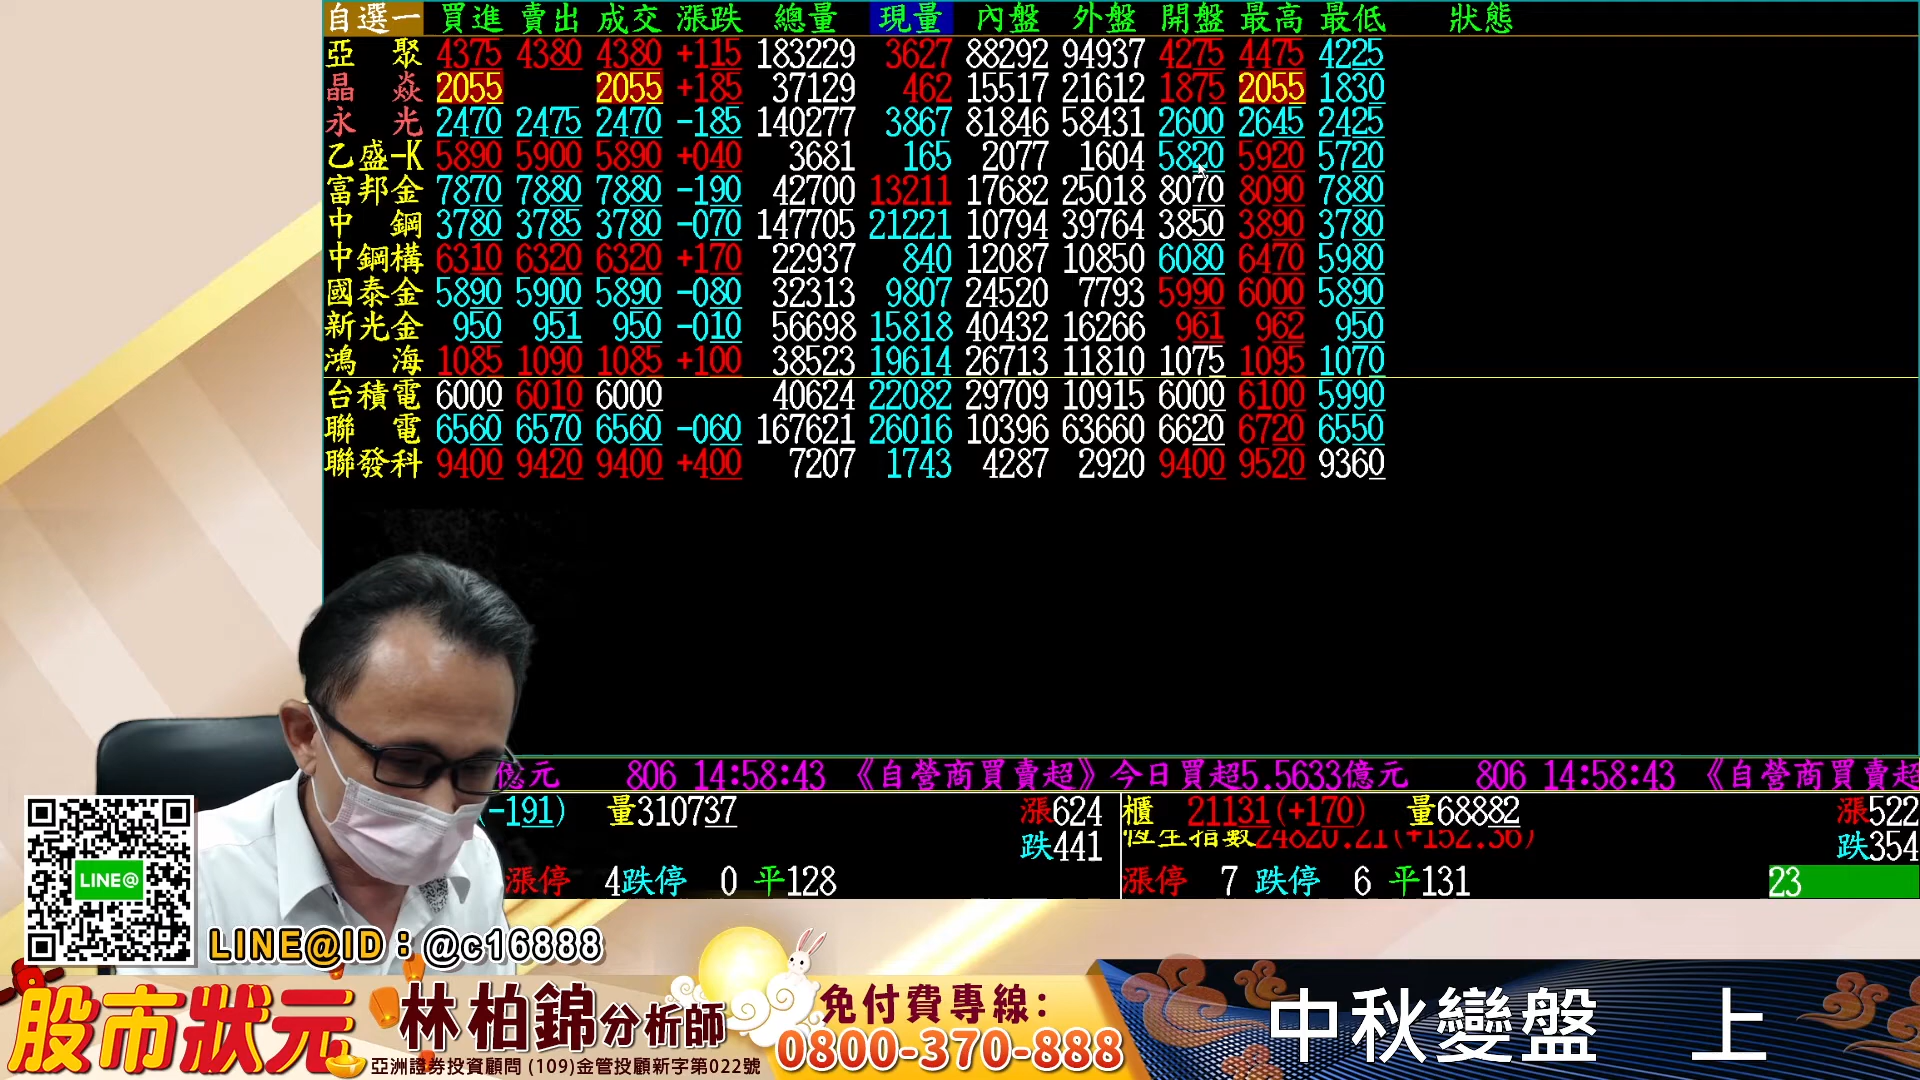 自選一 買進 賣出 成交 漲跌 總量 現量 內盤 外盤 開盤 最高 最低 狀態
亞聚 4375 4380 4380 +115 183229 3627 88292 94937 4275 4475 4225
晶焱 2055 2055 +185 37129 462 15517 21612 1875 2055 1830
永光 2470 2475 2470 -185 140277 3867 81846 58431 2600 2645 2425
乙盛-K 5890 5900 5890 +040 3681 165 2077 1604 5820 5920 5720
富邦金 7870 7880 7880 -190 42700 13211 17682 25018 8070 8090 7880
中鋼 3780 3785 3780 -070 147705 21221 10794 39764 3850 3890 3780
中鋼構 6310 6320 6320 +170 22937 840 12087 10850 6080 6470 5980
國泰金 5890 5900 5890 -080 32313 9807 24520 7793 5990 6000 5890
新光金 950 951 950 -010 56698 15818 40432 16266 961 962 950
鴻海 1085 1090 1085 +100 38523 19614 26713 11810 1075 1095 1070
台積電 6000 6010 6000 40624 22082 29709 10915 6000 6100 5990
聯電 6560 6570 6560 -060 167621 26016 10396 63660 6620 6720 6550
聯發科 9400 9420 9400 +400 7207 1743 4287 2920 9400 9520 9360
億元 806 14:58:43 《自營商買賣超》今日買超5.5633億元 806 14:58:43 《自營商買賣超
(-191) 量310737 漲624 櫃 21131(+170) 量68882 漲522
跌441 恆生指數24820.21(+152.36) 跌354
漲停 4 跌停 0 平128 漲停 7 跌停 6 平131 23
LINE@
LINE@ID：@c16888
股市狀元
林柏錦分析師
亞洲證券投資顧問 (109)金管投顧新字第022號
免付費專線：
0800-370-888
中秋變盤 上